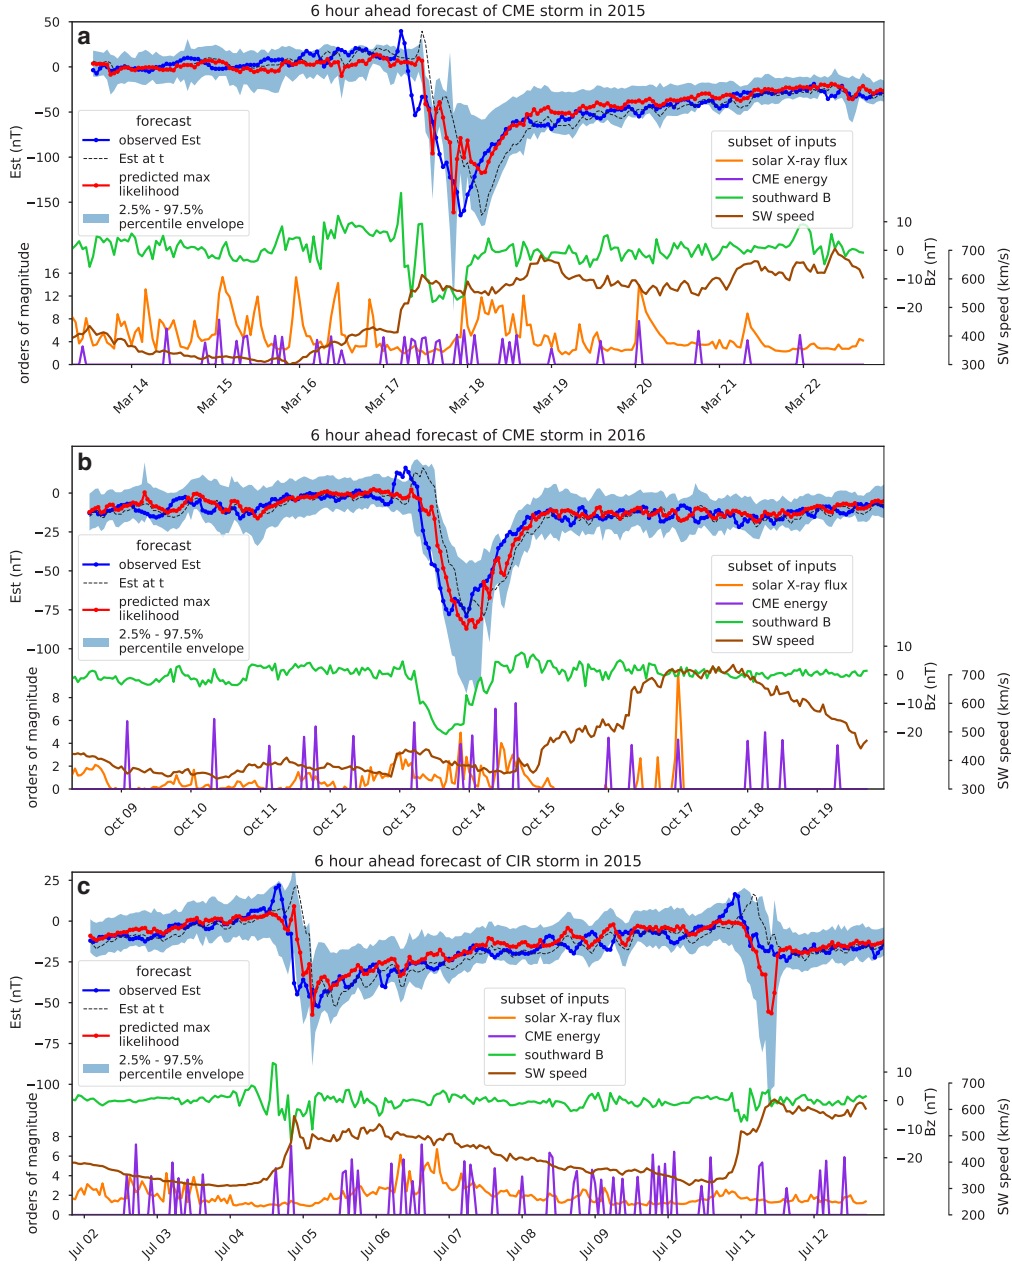 6 hour ahead forecast of CME storm in 2015
a
50
0
−50
−100
−150
Est (nT)
forecast
observed Est
Est at t
predicted max
likelihood
2.5% - 97.5%
percentile envelope
subset of inputs
solar X-ray flux
CME energy
southward B
SW speed
16
12
8
4
0
orders of magnitude
10
0
−10
−20
Bz (nT)
700
600
500
400
300
SW speed (km/s)
Mar 14
Mar 15
Mar 16
Mar 17
Mar 18
Mar 19
Mar 20
Mar 21
Mar 22
6 hour ahead forecast of CME storm in 2016
b
0
−25
−50
−75
−100
Est (nT)
forecast
observed Est
Est at t
predicted max
likelihood
2.5% - 97.5%
percentile envelope
subset of inputs
solar X-ray flux
CME energy
southward B
SW speed
8
6
4
2
0
orders of magnitude
10
0
−10
−20
Bz (nT)
700
600
500
400
300
SW speed (km/s)
Oct 09
Oct 10
Oct 11
Oct 12
Oct 13
Oct 14
Oct 15
Oct 16
Oct 17
Oct 18
Oct 19
6 hour ahead forecast of CIR storm in 2015
c
25
0
−25
−50
−75
−100
Est (nT)
forecast
observed Est
Est at t
predicted max
likelihood
2.5% - 97.5%
percentile envelope
subset of inputs
solar X-ray flux
CME energy
southward B
SW speed
8
6
4
2
0
orders of magnitude
10
0
−10
−20
Bz (nT)
700
600
500
400
300
200
SW speed (km/s)
Jul 02
Jul 03
Jul 04
Jul 05
Jul 06
Jul 07
Jul 08
Jul 09
Jul 10
Jul 11
Jul 12